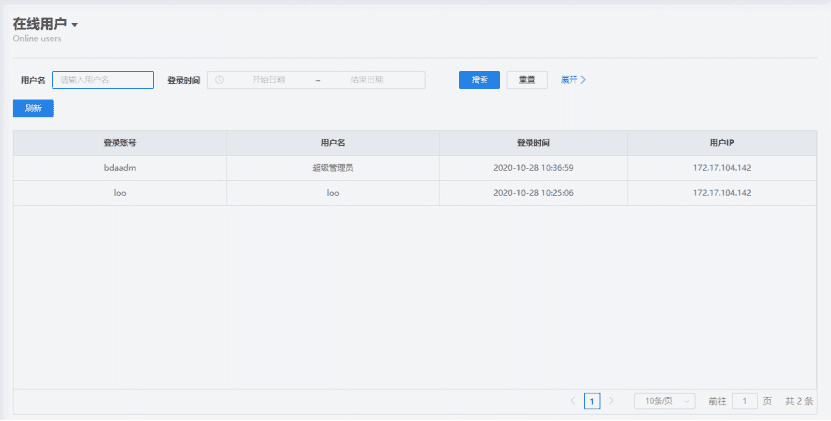 在线用户
Online users
用户名 请输入用户名 登录时间 开始日期 – 结束日期 搜索 重置 展开
刷新
登录账号 用户名 登录时间 用户IP
bdaadm 超级管理员 2020-10-28 10:36:59 172.17.104.142
loo loo 2020-10-28 10:25:06 172.17.104.142
1 10条/页 前往 1 页 共 2 条